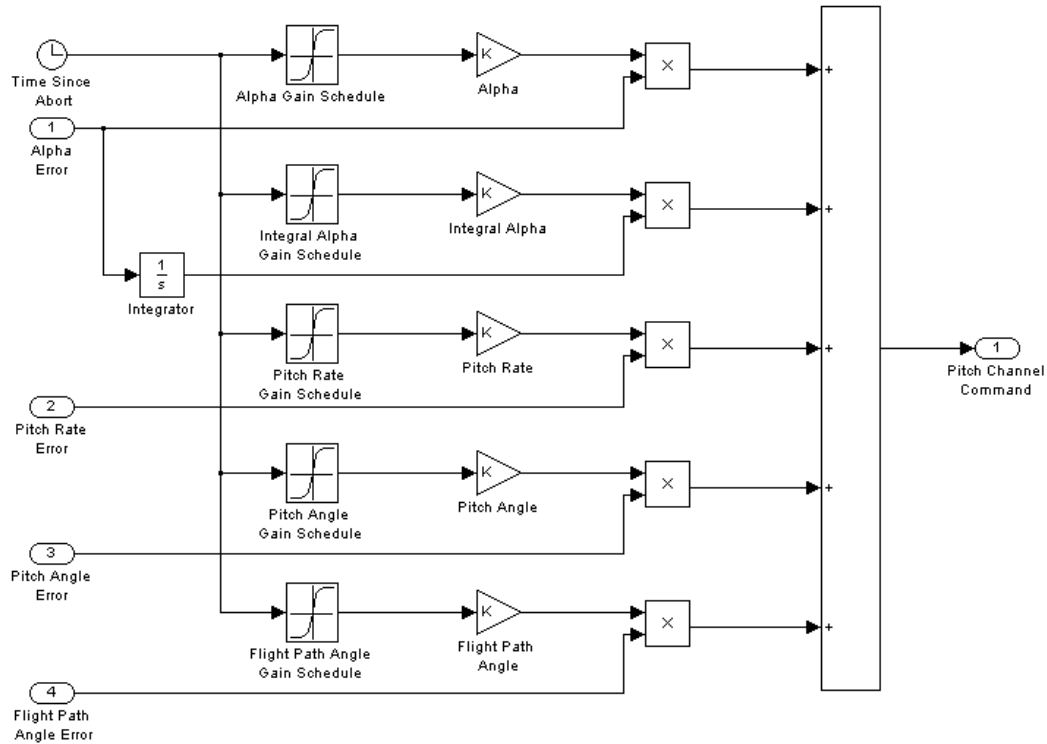 Time Since
Abort
1
Alpha
Error
Alpha Gain Schedule
K
Alpha
×
+
Integral Alpha
Gain Schedule
K
Integral Alpha
×
+
1
s
Integrator
Pitch Rate
Gain Schedule
K
Pitch Rate
×
+
1
Pitch Channel
Command
2
Pitch Rate
Error
Pitch Angle
Gain Schedule
K
Pitch Angle
×
+
3
Pitch Angle
Error
Flight Path Angle
Gain Schedule
K
Flight Path
Angle
×
+
4
Flight Path
Angle Error